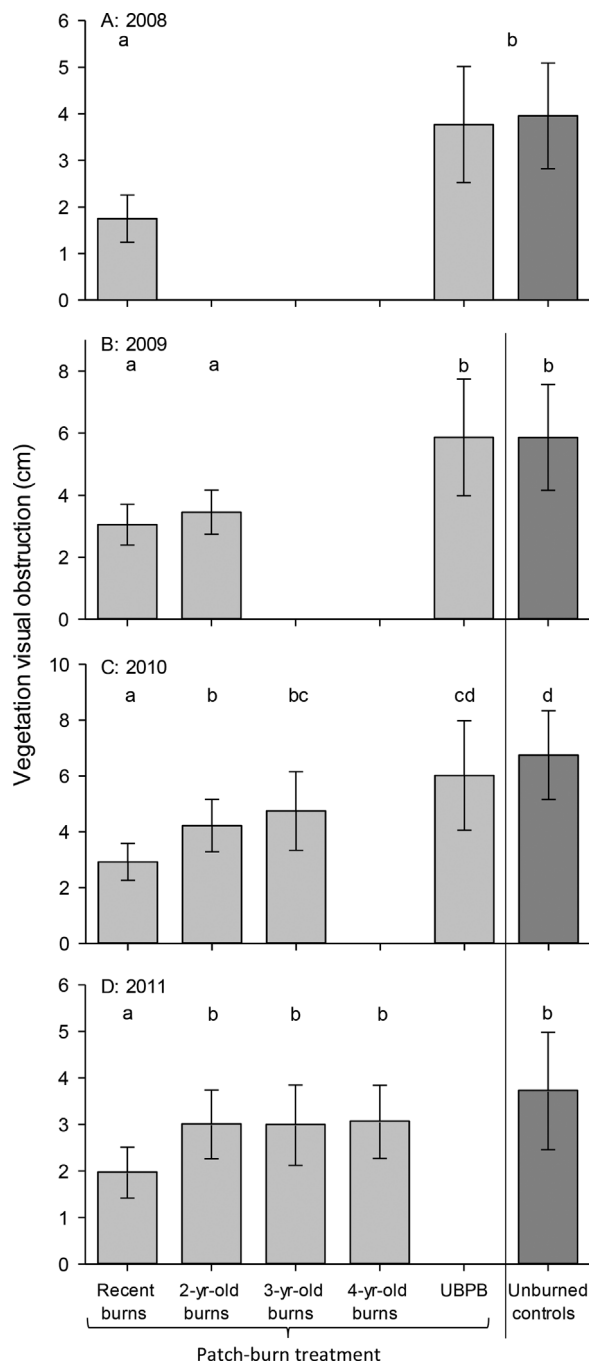 Vegetation visual obstruction (cm)
A: 2008
a b
6
5
4
3
2
1
0
B: 2009
a a b b
8
6
4
2
0
C: 2010
a b bc cd d
10
8
6
4
2
0
D: 2011
a b b b b
6
5
4
3
2
1
0
Recent burns
2-yr-old burns
3-yr-old burns
4-yr-old burns
UBPB
Unburned controls
Patch-burn treatment